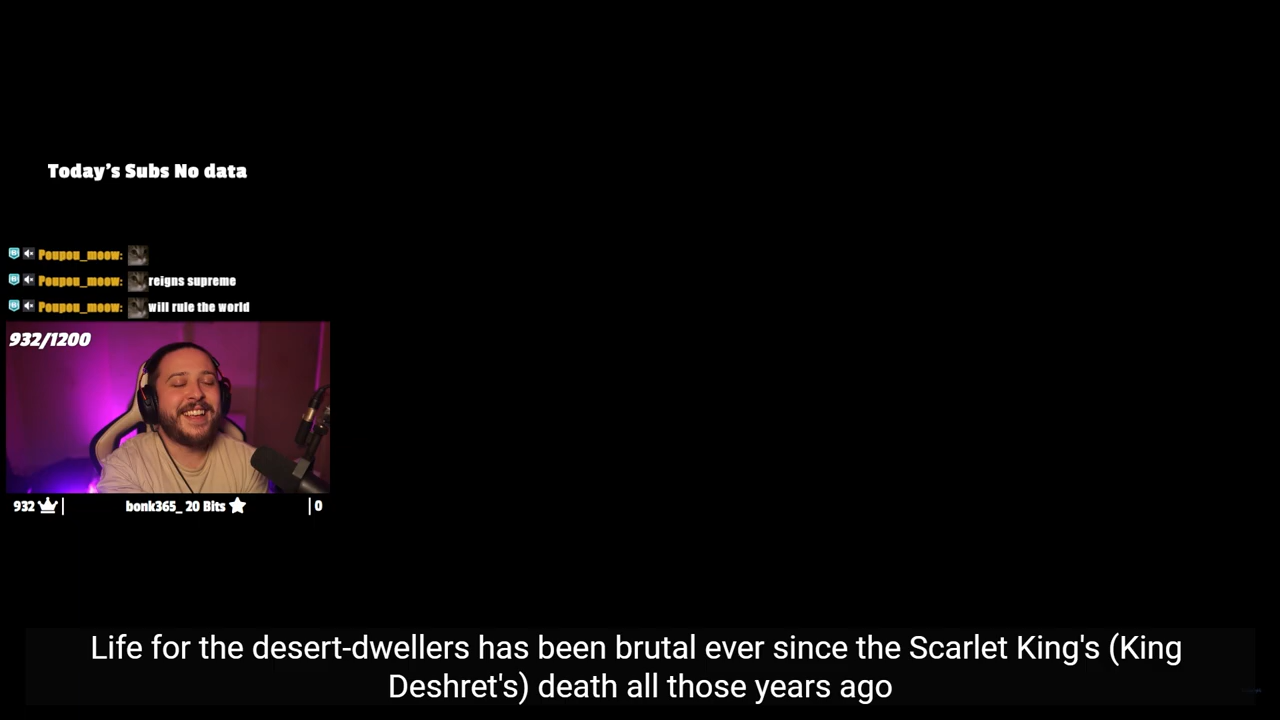 Today's Subs No data
Poupou_meow:
Poupou_meow: reigns supreme
Poupou_meow: will rule the world
932/1200
932 bonk365_ 20 Bits 0
Life for the desert-dwellers has been brutal ever since the Scarlet King's (King
Deshret's) death all those years ago